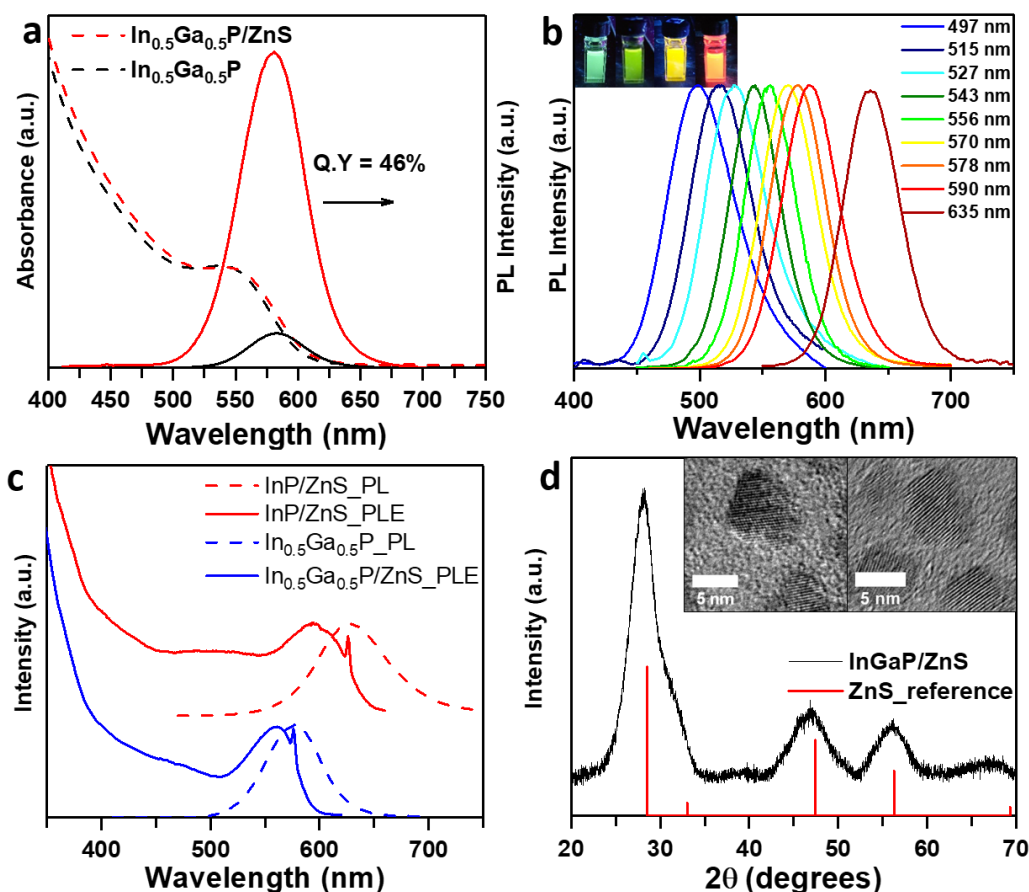 a
In0.5Ga0.5P/ZnS
In0.5Ga0.5P
Q.Y = 46%
Absorbance (a.u.)
PL Intensity (a.u.)
400 450 500 550 600 650 700 750
Wavelength (nm)
b
497 nm
515 nm
527 nm
543 nm
556 nm
570 nm
578 nm
590 nm
635 nm
PL Intensity (a.u.)
400 500 600 700
Wavelength (nm)
c
InP/ZnS_PL
InP/ZnS_PLE
In0.5Ga0.5P_PL
In0.5Ga0.5P/ZnS_PLE
Intensity (a.u.)
400 500 600 700
Wavelength (nm)
d
5 nm
5 nm
InGaP/ZnS
ZnS_reference
Intensity (a.u.)
20 30 40 50 60 70
2θ (degrees)